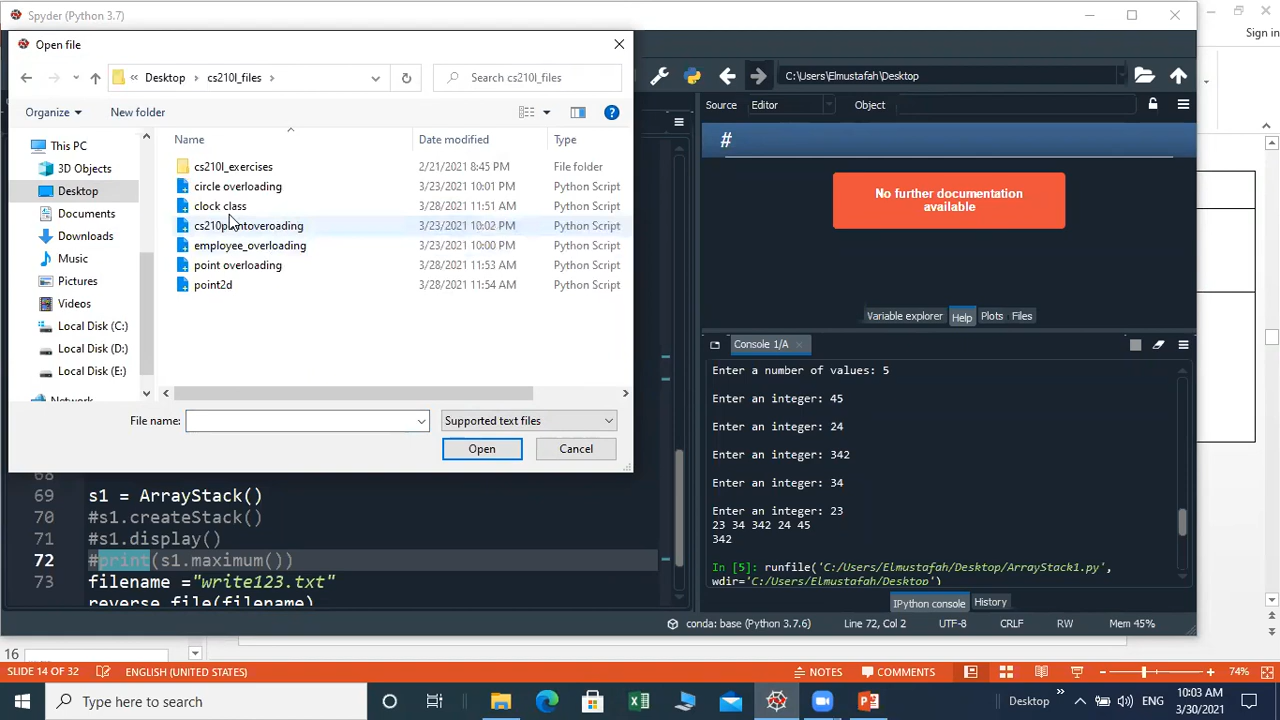 Spyder (Python 3.7)
Sign in
Open file
« Desktop > cs210l_files >
Search cs210l_files
C:\Users\Elmustafah\Desktop
Organize
New folder
Source
Editor
Object
This PC
3D Objects
Desktop
Documents
Downloads
Music
Pictures
Videos
Local Disk (C:)
Local Disk (D:)
Local Disk (E:)
Name Date modified Type
cs210l_exercises 2/21/2021 8:45 PM File folder
circle overloading 3/23/2021 10:01 PM Python Script
clock class 3/28/2021 11:51 AM Python Script
3/23/2021 10:02 PM Python Script
employee_overloading 3/23/2021 10:00 PM Python Script
point overloading 3/28/2021 11:53 AM Python Script
point2d 3/28/2021 11:54 AM Python Script
File name:
Supported text files
Open
Cancel
#
No further documentation
available
Variable explorer Help Plots Files
Console 1/A
Enter a number of values: 5
Enter an integer: 45
Enter an integer: 24
Enter an integer: 342
Enter an integer: 34
Enter an integer: 23
23 34 342 24 45
342
In [5]: runfile('C:/Users/Elmustafah/Desktop/ArrayStack1.py',
wdir='C:/Users/Elmustafah/Desktop')
IPython console History
68
69 s1 = ArrayStack()
70 #s1.createStack()
71 #s1.display()
72 #print(s1.maximum())
73 filename ="write123.txt"
reverse_file(filename)
conda: base (Python 3.7.6) Line 72, Col 2 UTF-8 CRLF RW Mem 45%
16
SLIDE 14 OF 32
ENGLISH (UNITED STATES)
NOTES
COMMENTS
74%
Type here to search
Desktop
ENG
10:03 AM
3/30/2021